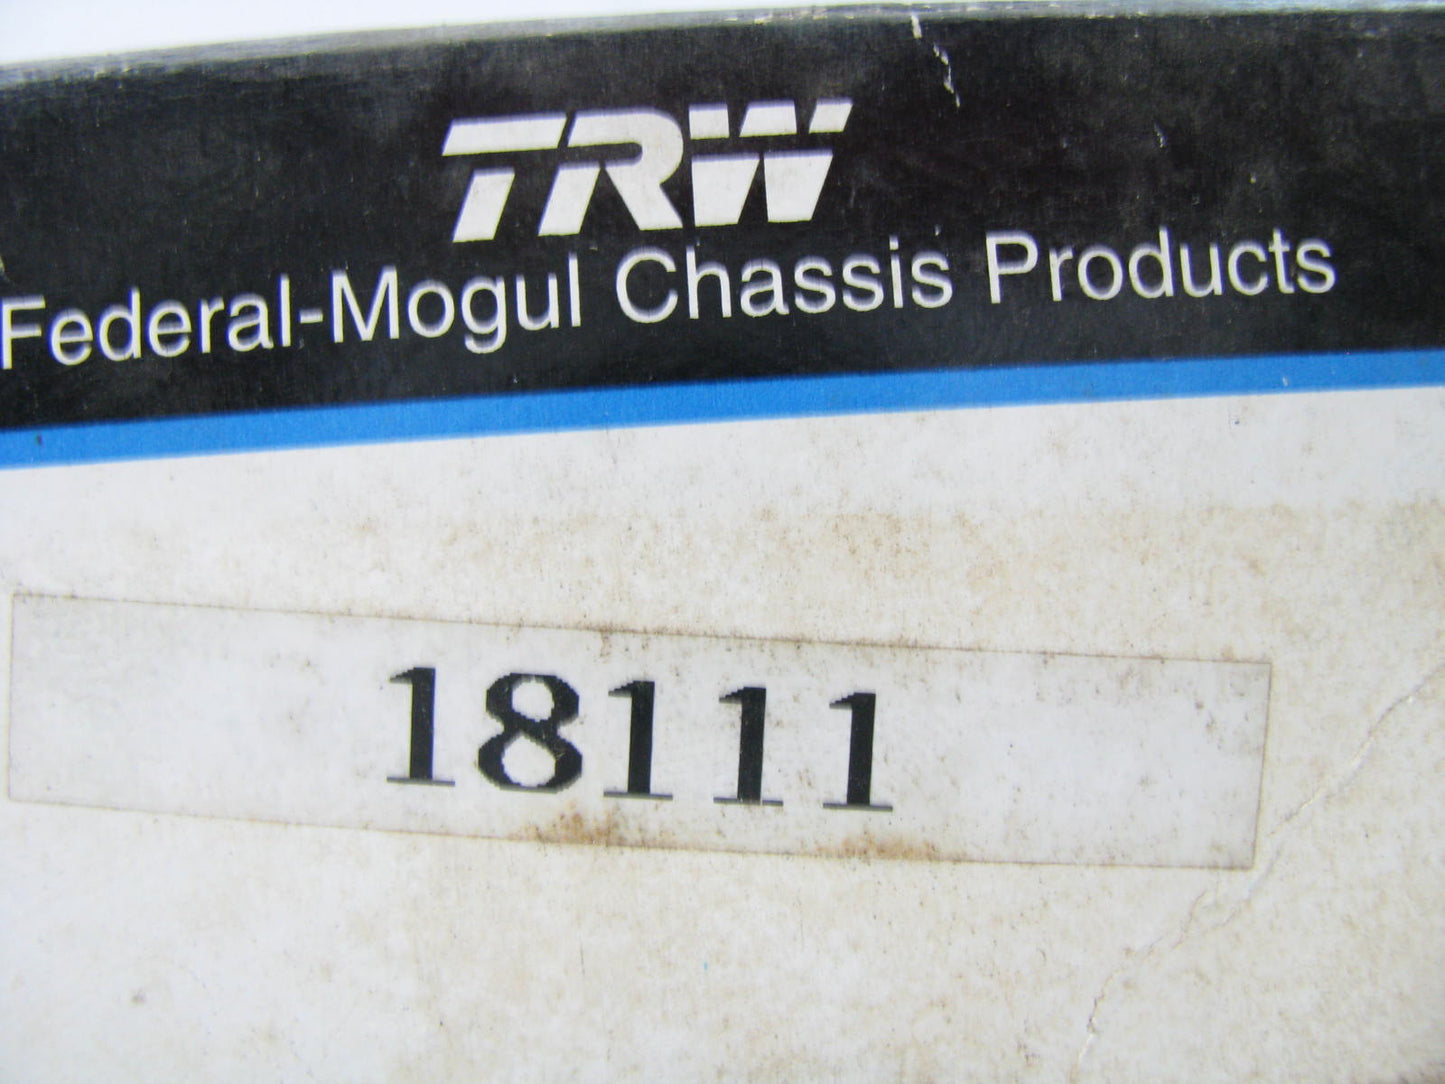 TRW
Federal-Mogul Chassis Products
18111